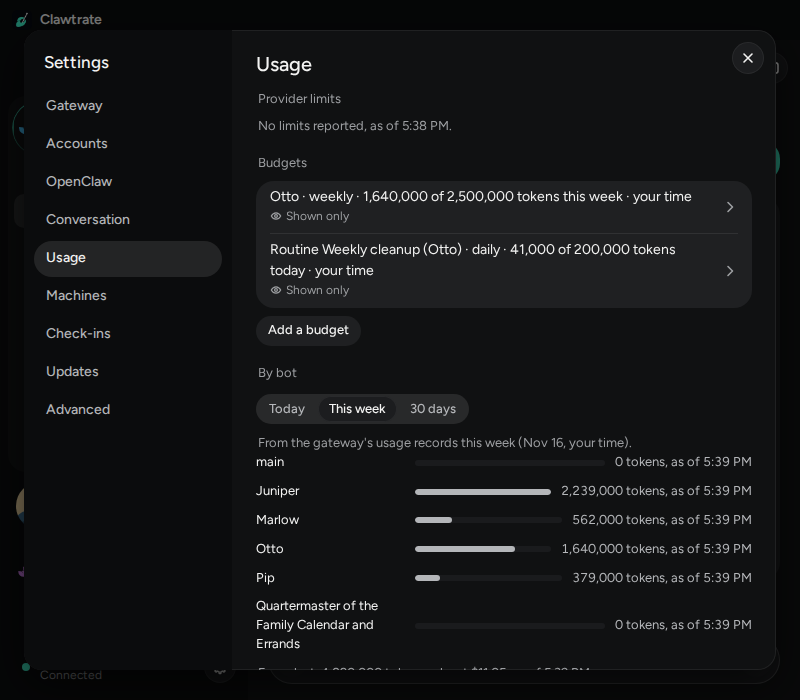 Clawtrate
Settings
Gateway
Accounts
OpenClaw
Conversation
Usage
Machines
Check-ins
Updates
Advanced
Connected
Usage
Provider limits
No limits reported, as of 5:38 PM.
Budgets
Otto · weekly · 1,640,000 of 2,500,000 tokens this week · your time
Shown only
Routine Weekly cleanup (Otto) · daily · 41,000 of 200,000 tokens
today · your time
Shown only
Add a budget
By bot
Today This week 30 days
From the gateway's usage records this week (Nov 16, your time).
main 0 tokens, as of 5:39 PM
Juniper 2,239,000 tokens, as of 5:39 PM
Marlow 562,000 tokens, as of 5:39 PM
Otto 1,640,000 tokens, as of 5:39 PM
Pip 379,000 tokens, as of 5:39 PM
Quartermaster of the
Family Calendar and
Errands 0 tokens, as of 5:39 PM